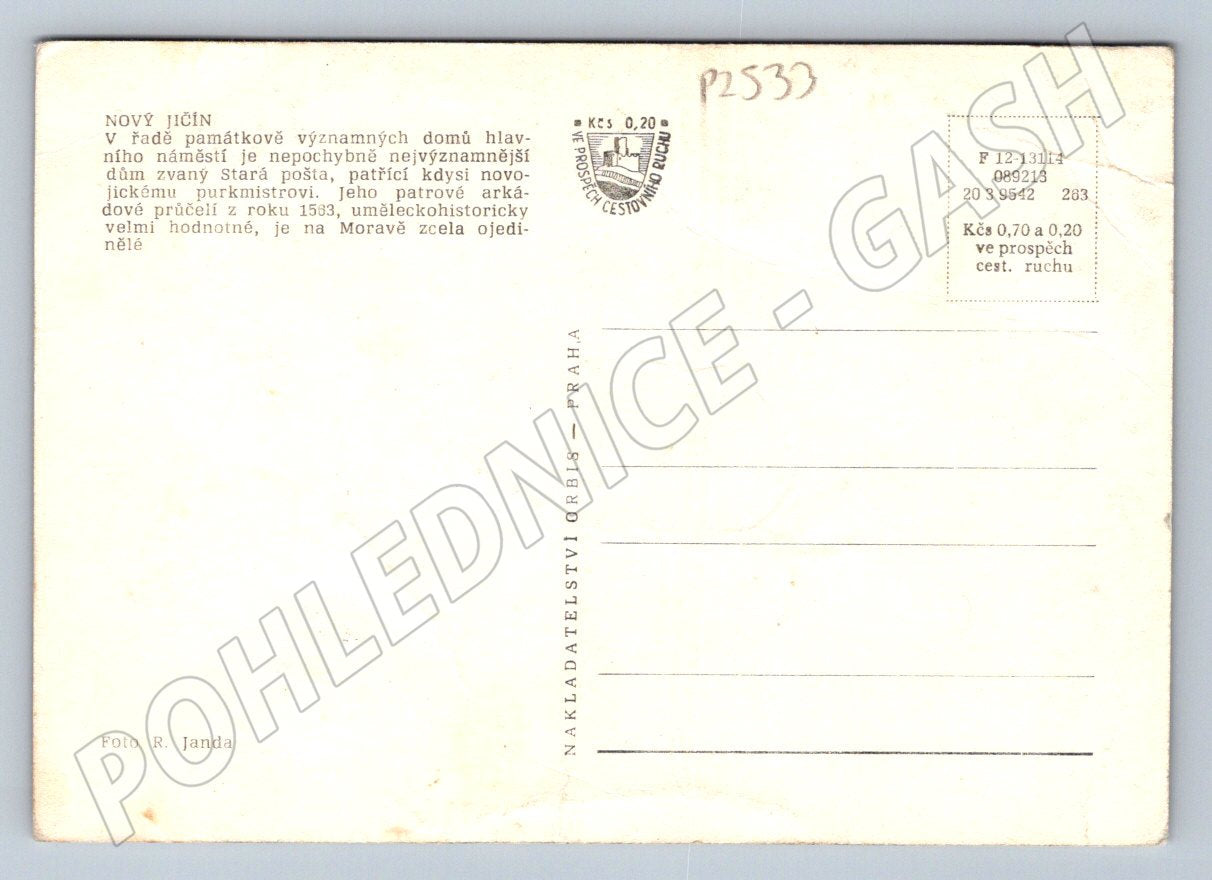 P2533
NOVÝ JIČÍN
V řadě památkově významných domů hlav-
ního náměstí je nepochybně nejvýznamnější
dům zvaný Stará pošta, patřící kdysi novo-
jickému purkmistrovi. Jeho patrové arká-
dové průčelí z roku 1563, uměleckohistoricky
velmi hodnotné, je na Moravě zcela ojedi-
nělé
Kčs 0,20
VE PROSPĚCH CESTOVNÍHO RUCHU
F 12-13114
089213
20 3 9542 263
Kčs 0,70 a 0,20
ve prospěch
cest. ruchu
NAKLADATELSTVÍ ORBIS — PRAHA
Foto R. Janda
POHLEDNICE - GASH